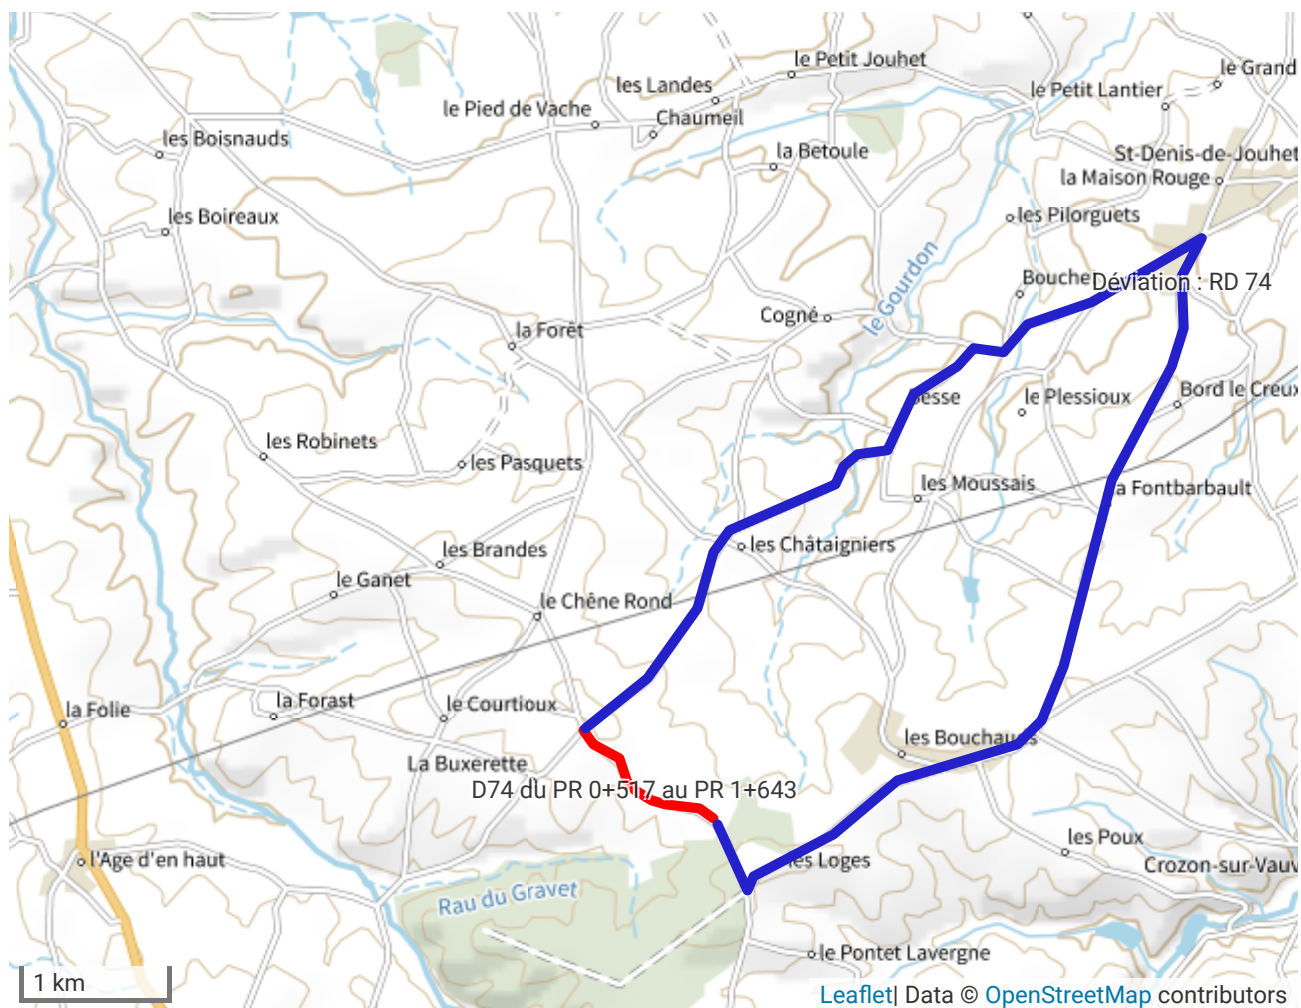 le Petit Jouhet
le Grand
les Landes
le Petit Lantier
le Pied de Vache
Chaumeil
les Boisnauds
la Betoule
St-Denis-de-Jouhet
la Maison Rouge
les Boireaux
les Pilorguets
le Gourdon
Bouche
Déviation : RD 74
Cogné
la Forêt
le Plessioux
Bord le Creux
les Robinets
les Pasquets
les Moussais
la Fontbarbault
les Brandes
les Châtaigniers
le Ganet
le Chêne Rond
la Forast
le Courtioux
la Folie
les Bouchauds
La Buxerette
D74 du PR 0+517 au PR 1+643
les Poux
l'Age d'en haut
les Loges
Crozon-sur-Vauv
Rau du Gravet
le Pontet Lavergne
1 km
Leaflet| Data © OpenStreetMap contributors